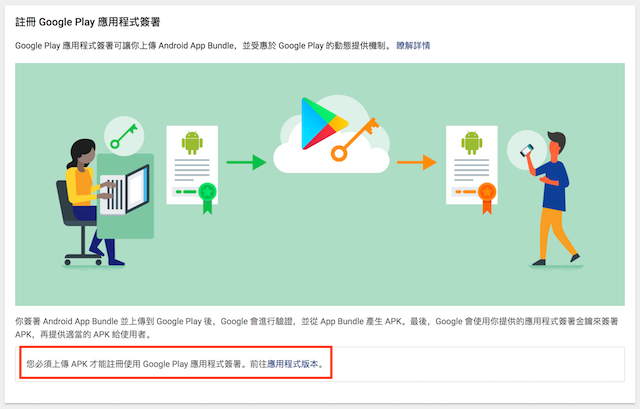 註冊 Google Play 應用程式簽署
Google Play 應用程式簽署可讓你上傳 Android App Bundle，並受惠於 Google Play 的動態提供機制。 瞭解詳情
你簽署 Android App Bundle 並上傳到 Google Play 後，Google 會進行驗證，並從 App Bundle 產生 APK。最後，Google 會使用你提供的應用程式簽署金鑰來簽署
APK，再提供適當的 APK 給使用者。
您必須上傳 APK 才能註冊使用 Google Play 應用程式簽署。前往應用程式版本。